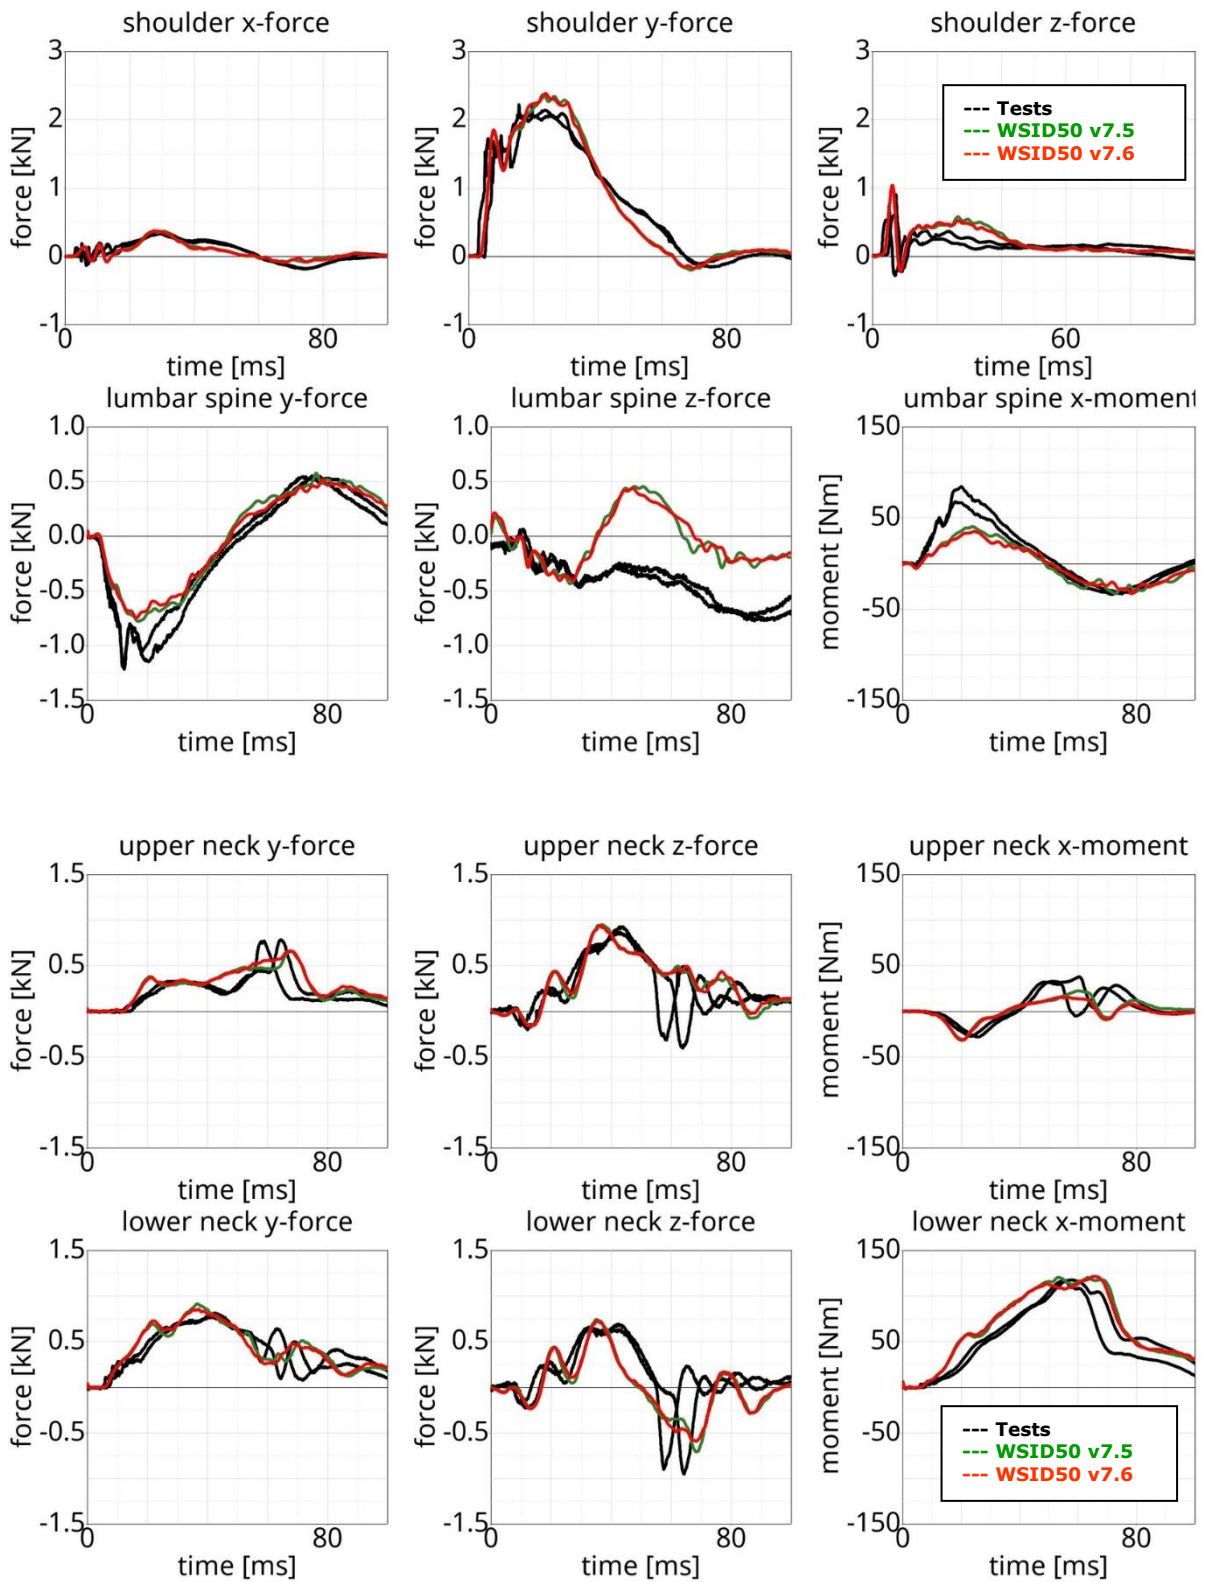 shoulder x-force
shoulder y-force
shoulder z-force
3
2
1
0
-1
force [kN]
0
80
time [ms]
3
2
1
0
-1
force [kN]
0
80
time [ms]
3
2
1
0
-1
force [kN]
0
60
time [ms]
--- Tests
--- WSID50 v7.5
--- WSID50 v7.6
lumbar spine y-force
lumbar spine z-force
umbar spine x-moment
1.0
0.5
0.0
-0.5
-1.0
-1.5
force [kN]
0
80
time [ms]
1.0
0.5
0.0
-0.5
-1.0
-1.5
force [kN]
0
80
time [ms]
150
50
-50
-150
moment [Nm]
0
80
time [ms]
upper neck y-force
upper neck z-force
upper neck x-moment
1.5
0.5
-0.5
-1.5
force [kN]
0
80
time [ms]
1.5
0.5
-0.5
-1.5
force [kN]
0
80
time [ms]
150
50
-50
-150
moment [Nm]
0
80
time [ms]
lower neck y-force
lower neck z-force
lower neck x-moment
1.5
0.5
-0.5
-1.5
force [kN]
0
80
time [ms]
1.5
0.5
-0.5
-1.5
force [kN]
0
80
time [ms]
150
50
-50
-150
moment [Nm]
0
80
time [ms]
--- Tests
--- WSID50 v7.5
--- WSID50 v7.6